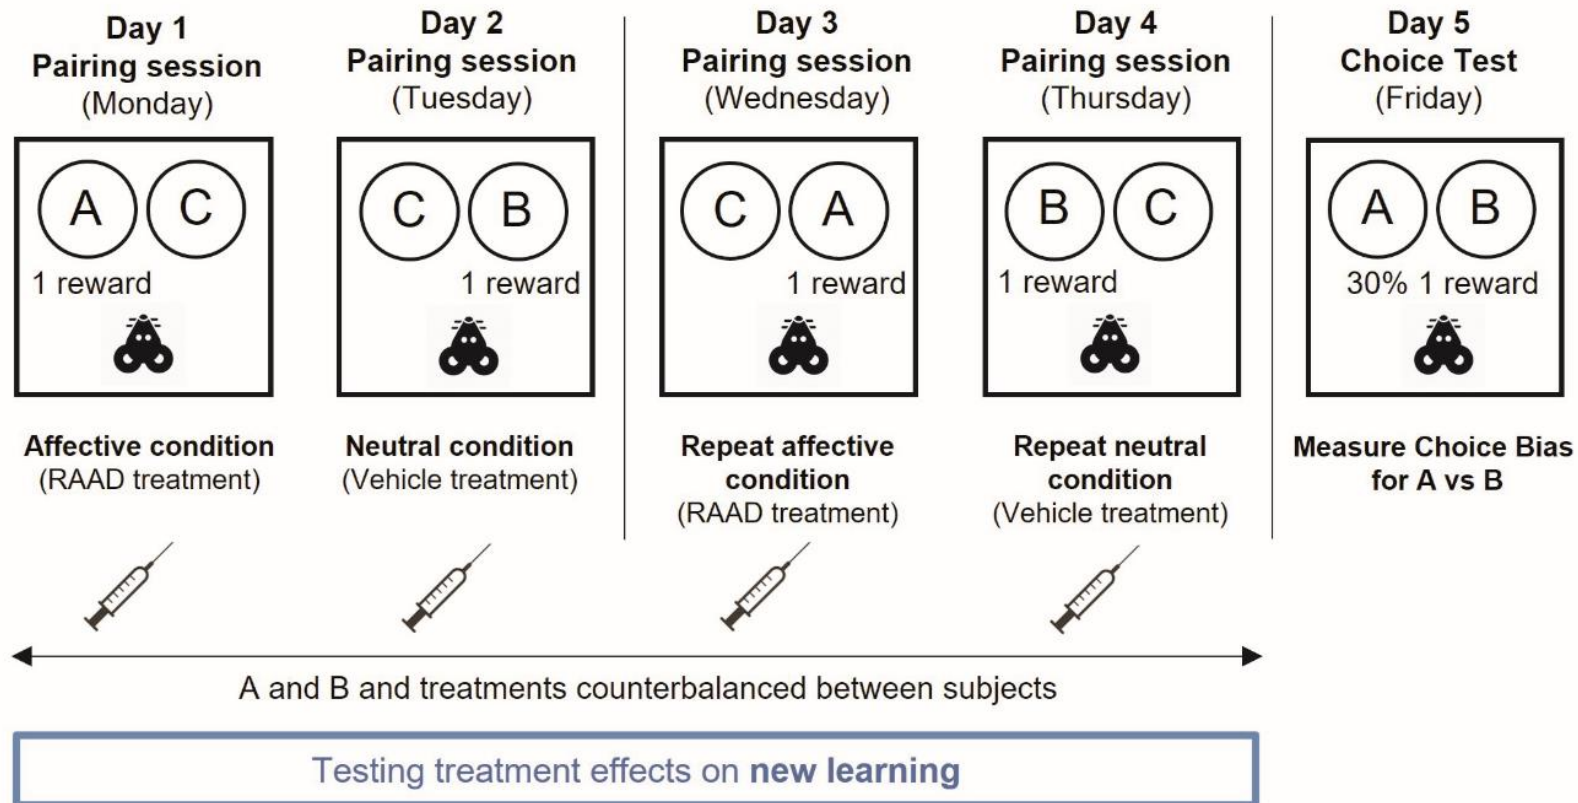 Day 1
Pairing session
(Monday)
A C
1 reward
Affective condition
(RAAD treatment)
Day 2
Pairing session
(Tuesday)
C B
1 reward
Neutral condition
(Vehicle treatment)
Day 3
Pairing session
(Wednesday)
C A
1 reward
Repeat affective
condition
(RAAD treatment)
Day 4
Pairing session
(Thursday)
B C
1 reward
Repeat neutral
condition
(Vehicle treatment)
Day 5
Choice Test
(Friday)
A B
30% 1 reward
Measure Choice Bias
for A vs B
A and B and treatments counterbalanced between subjects
Testing treatment effects on new learning